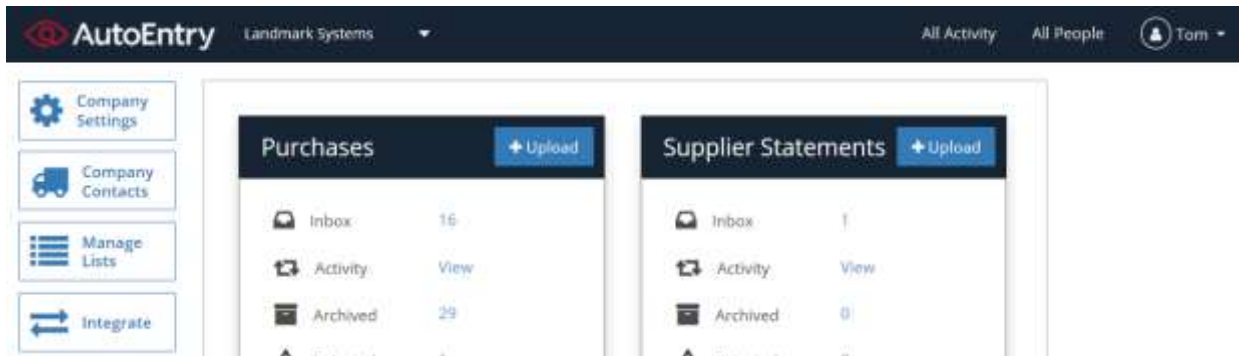 AutoEntry Landmark Systems All Activity All People Tom
Company
Settings
Company
Contacts
Manage
Lists
Integrate
Purchases + Upload
Inbox 16
Activity View
Archived 29
Supplier Statements + Upload
Inbox 1
Activity View
Archived 0